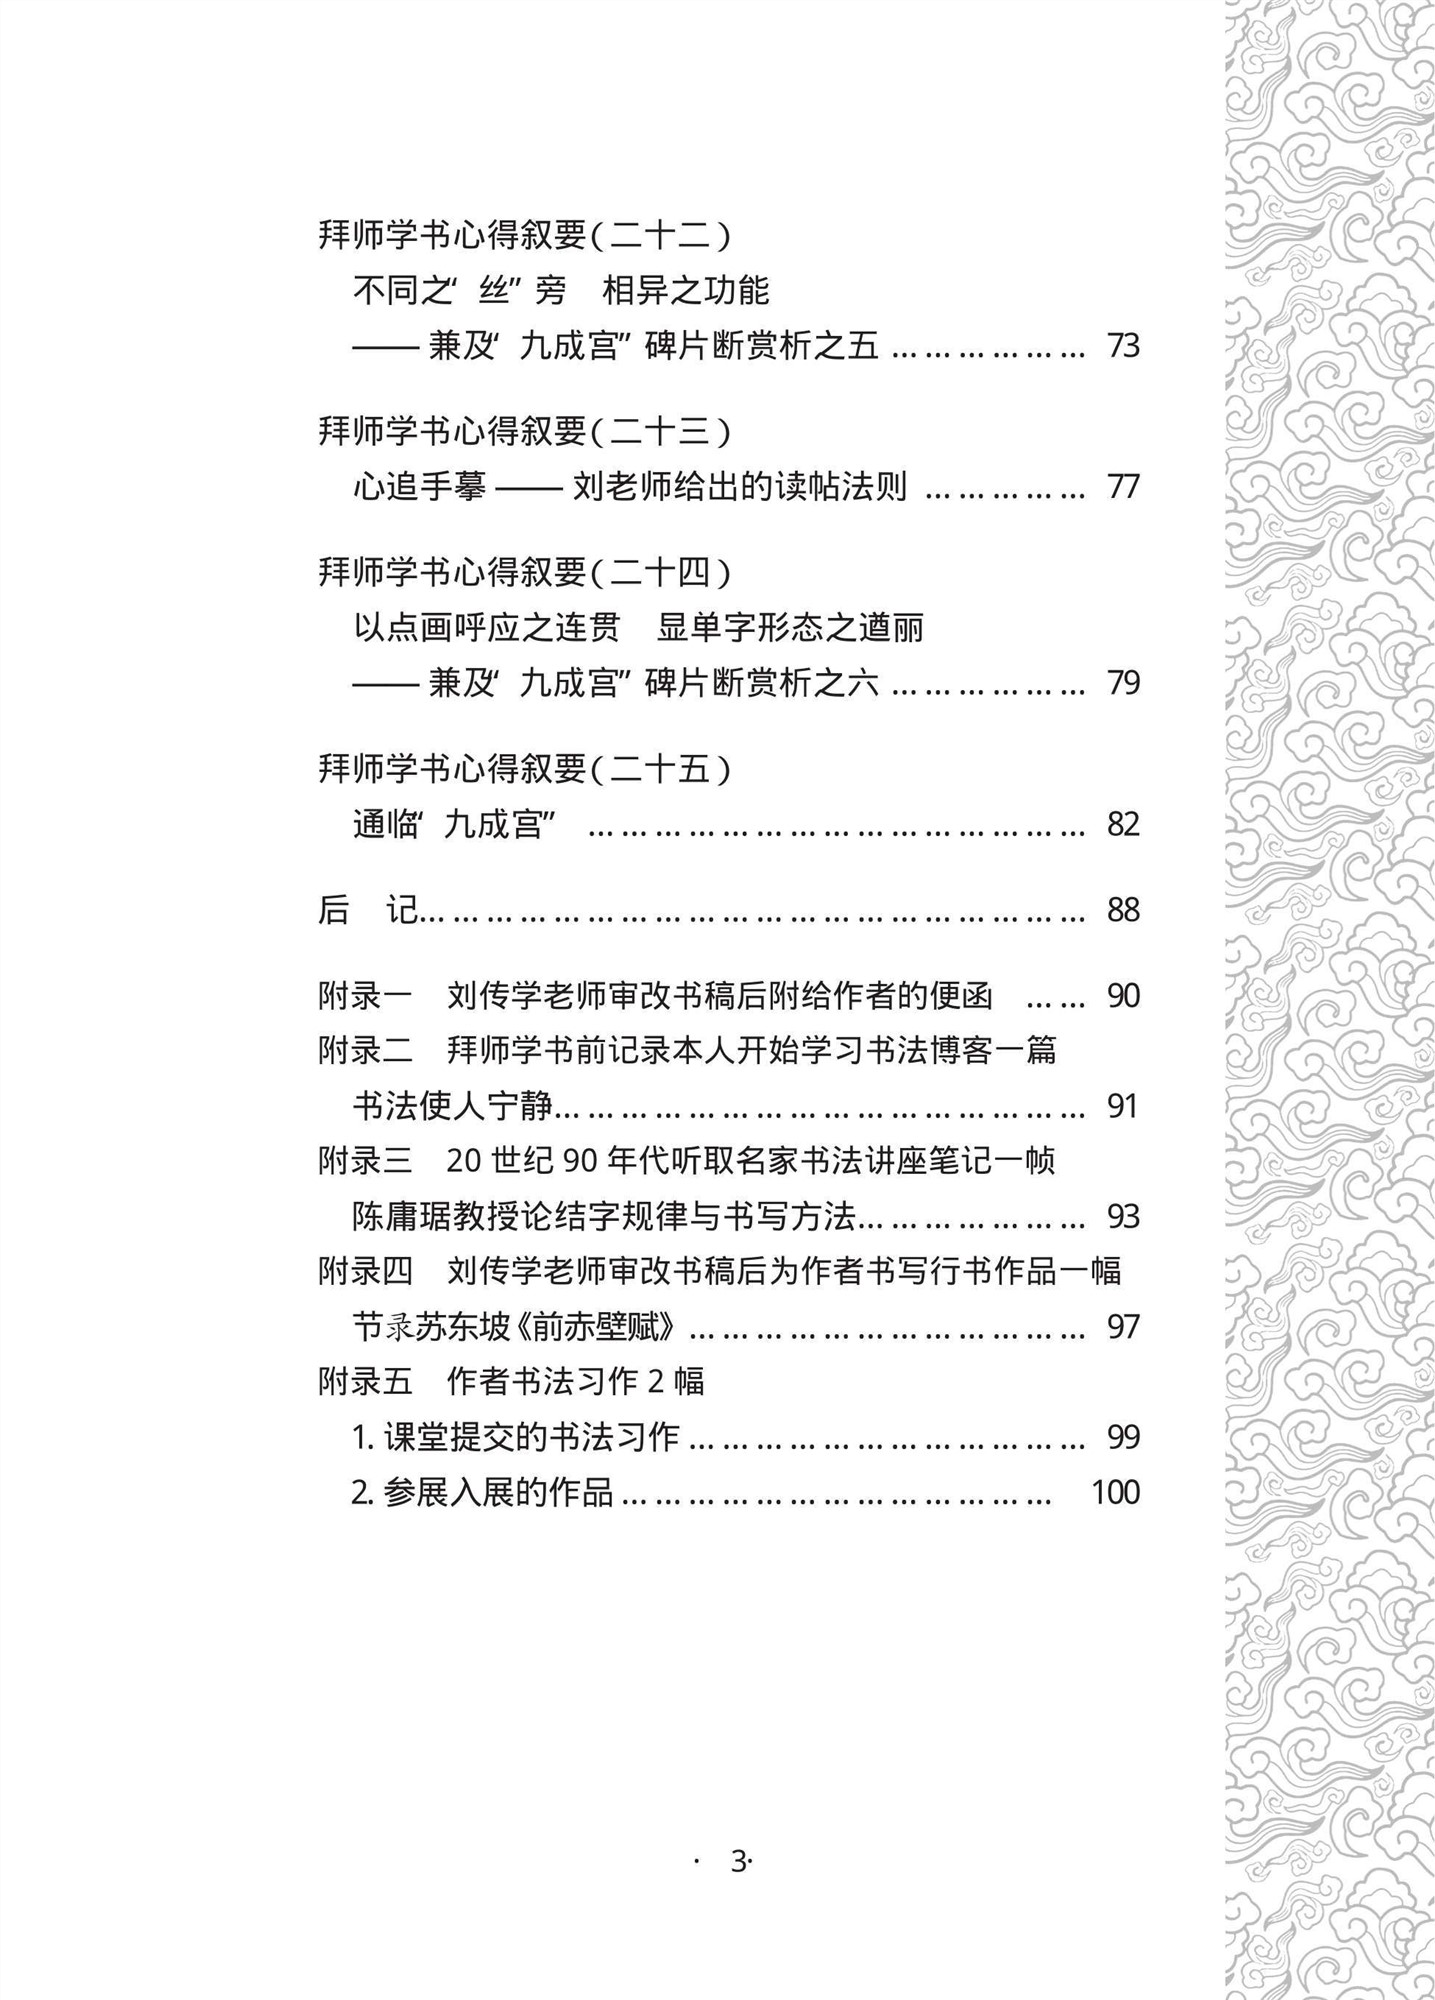 拜师学书心得叙要(二十二)
不同之“丝”旁　相异之功能
——兼及“九成宫”碑片断赏析之五 ……………… 73
拜师学书心得叙要(二十三)
心追手摹——刘老师给出的读帖法则 …………… 77
拜师学书心得叙要(二十四)
以点画呼应之连贯　显单字形态之遒丽
——兼及“九成宫”碑片断赏析之六 ……………… 79
拜师学书心得叙要(二十五)
通临“九成宫” ………………………………………… 82
后　记………………………………………………………… 88
附录一　刘传学老师审改书稿后附给作者的便函 …… 90
附录二　拜师学书前记录本人开始学习书法博客一篇
书法使人宁静……………………………………………… 91
附录三　20世纪90年代听取名家书法讲座笔记一帧
陈庸琚教授论结字规律与书写方法………………… 93
附录四　刘传学老师审改书稿后为作者书写行书作品一幅
节录苏东坡《前赤壁赋》………………………………… 97
附录五　作者书法习作2幅
1. 课堂提交的书法习作………………………………… 99
2. 参展入展的作品…………………………………… 100
· 3·